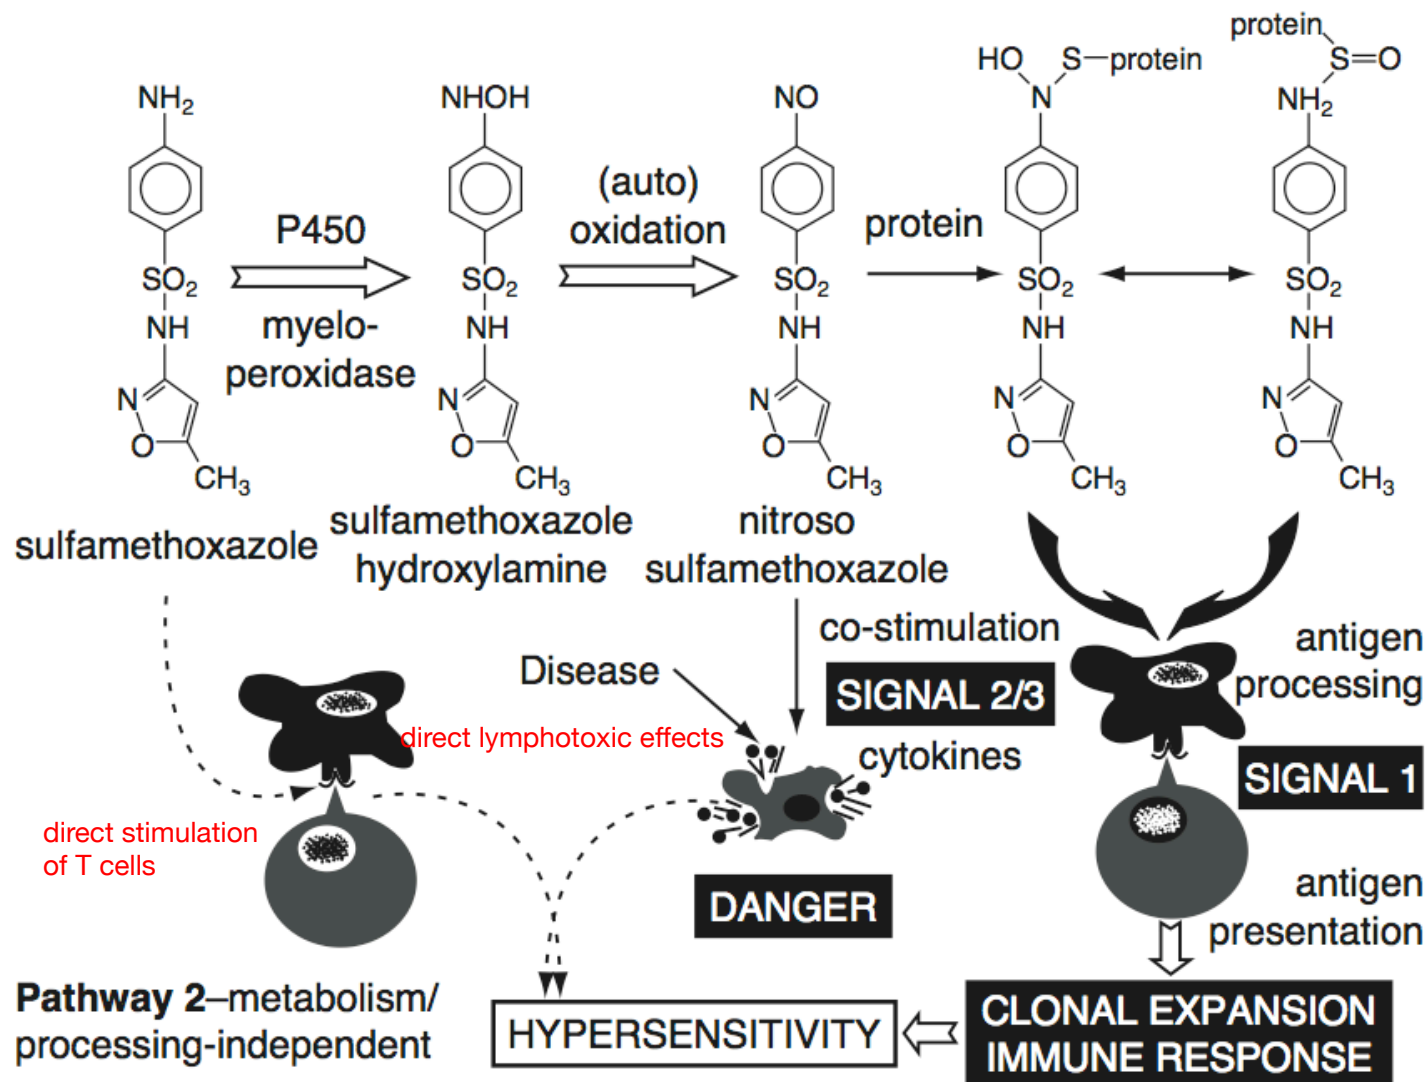 NH2
NHOH
NO
HO
S–protein
N
protein
S=O
NH2
(auto)
oxidation
P450
myelo-
peroxidase
protein
SO2
SO2
SO2
SO2
SO2
NH
NH
NH
NH
NH
N
N
N
N
N
O
O
O
O
O
CH3
CH3
CH3
CH3
CH3
sulfamethoxazole
sulfamethoxazole
hydroxylamine
nitroso
sulfamethoxazole
co-stimulation
SIGNAL 2/3
cytokines
Disease
direct lymphotoxic effects
antigen
processing
SIGNAL 1
direct stimulation
of T cells
DANGER
antigen
presentation
Pathway 2–metabolism/
processing-independent
HYPERSENSITIVITY
CLONAL EXPANSION
IMMUNE RESPONSE